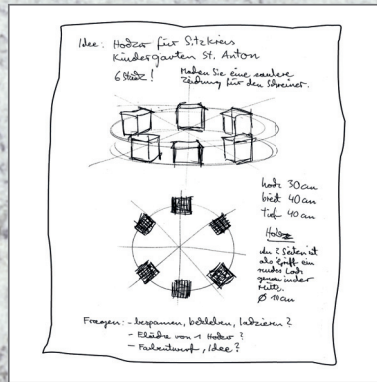 Idee: Hocker für Sitzkreis
Kindergarten St. Anton
6 Stück!
Machen Sie eine saubere
Zeichnung für den Schreiner.
hoch 30 cm
breit 40 cm
tief 40 cm
Hocker
an 2 Seiten ist
als Griff ein
rundes Loch
genau in der
Mitte.
Ø 10 cm
Fragen: - bespannen, bekleben, lackieren?
- Fläche von 1 Hocker?
- Farbentwurf, Idee?